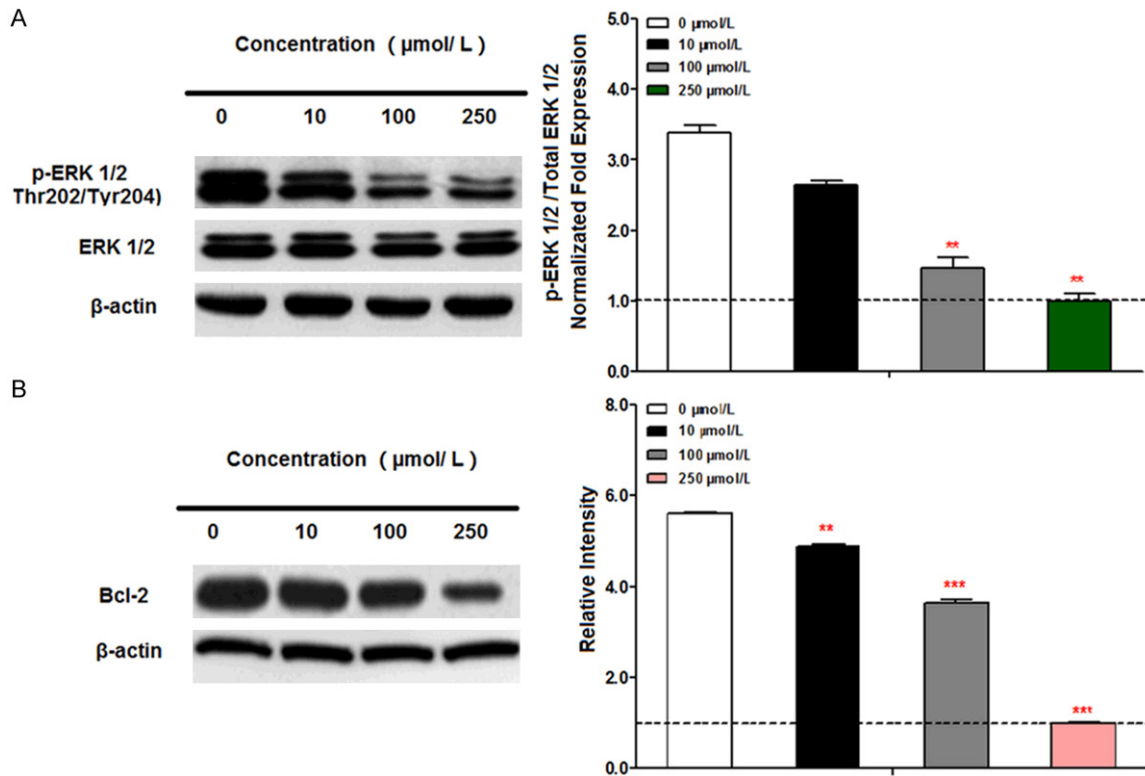 A
Concentration ( µmol/ L )
0 10 100 250
p-ERK 1/2
Thr202/Tyr204)
ERK 1/2
β-actin
p-ERK 1/2 /Total ERK 1/2
Normalizated Fold Expression
5.0
4.0
3.0
2.0
1.0
0.0
0 µmol/L
10 µmol/L
100 µmol/L
250 µmol/L
**
**
B
Concentration ( µmol/ L )
0 10 100 250
Bcl-2
β-actin
Relative Intensity
8.0
6.0
4.0
2.0
0.0
0 µmol/L
10 µmol/L
100 µmol/L
250 µmol/L
**
***
***